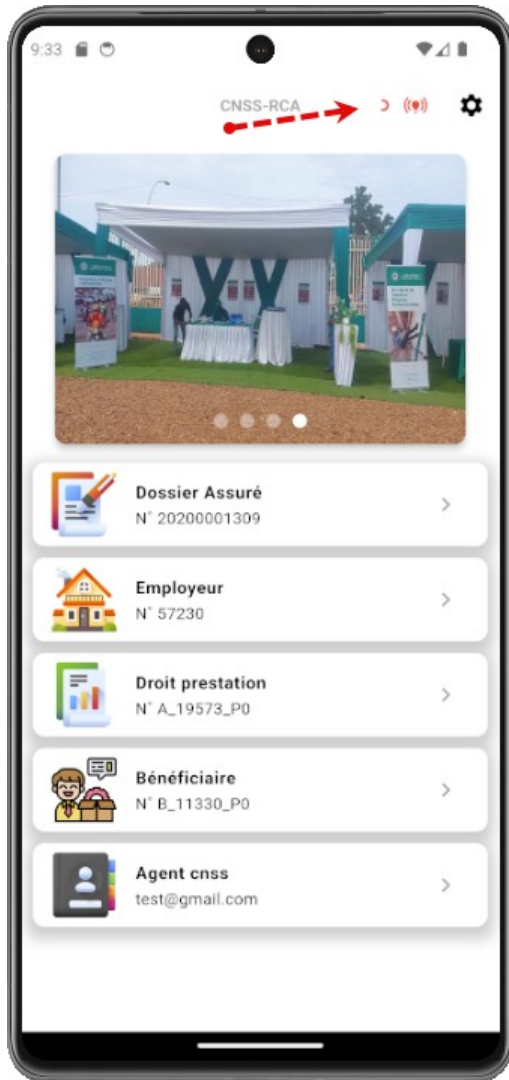 9:33
CNSS-RCA
Dossier Assuré
N° 20200001309
Employeur
N° 57230
Droit prestation
N° A_19573_P0
Bénéficiaire
N° B_11330_P0
Agent cnss
test@gmail.com